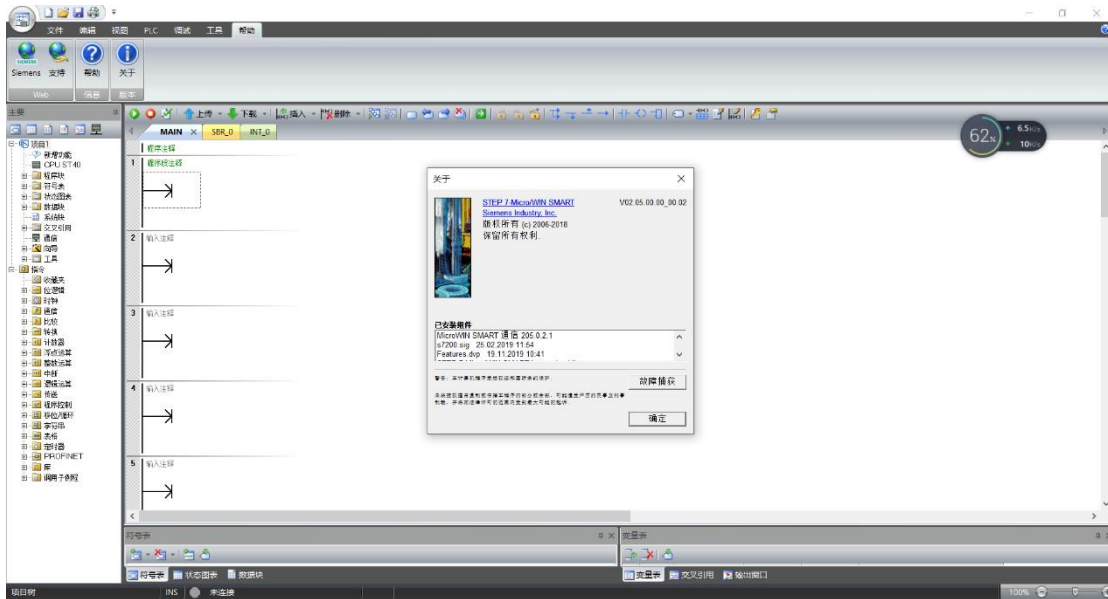 文件 编辑 视图 PLC 调试 工具 帮助
Siemens 支持 帮助 关于
Web 信息 版本
主要
上传 下载 插入 删除
MAIN SBR_0 INT_0
项目1
新增功能
CPU ST40
程序块
符号表
状态图表
数据块
系统块
交叉引用
通信
向导
工具
指令
收藏夹
位逻辑
时钟
通信
比较
转换
计数器
浮点运算
整数运算
中断
逻辑运算
传送
程序控制
移位/循环
字符串
表格
定时器
PROFINET
库
调用子例程
程序注释
1 程序段注释
2 输入注释
3 输入注释
4 输入注释
5 输入注释
62%
6.5K/s
10K/s
关于
STEP 7-Micro/WIN SMART V02.05.00.00_00.02
Siemens Industry, Inc.
版权所有 (c) 2006-2018
保留所有权利.
已安装组件
MicroWIN SMART 通信 205.0.2.1
s7200.sig 25.02.2019 11:54
Features.dvp 19.11.2019 10:41
故障捕获
确定
符号表 变量表
符号表 状态图表 数据块 变量表 交叉引用 输出窗口
项目树 INS 未连接 100%